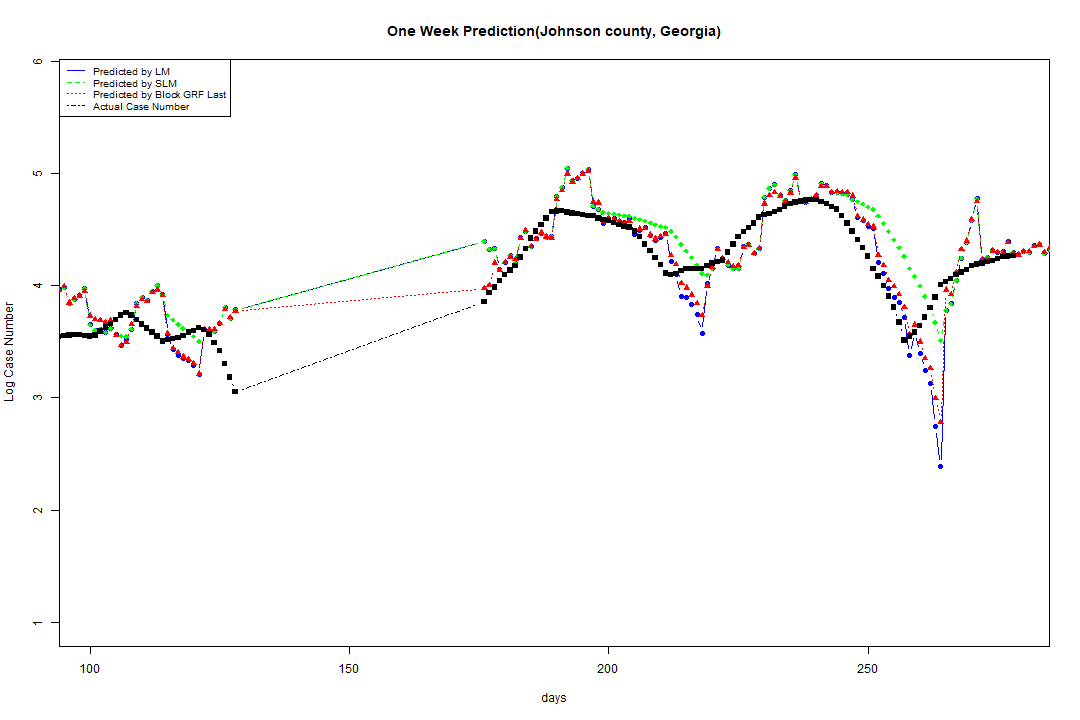 One Week Prediction(Johnson county, Georgia)
Predicted by LM
Predicted by SLM
Predicted by Block GRF Last
Actual Case Number
6
5
4
3
2
1
Log Case Number
100
150
200
250
days